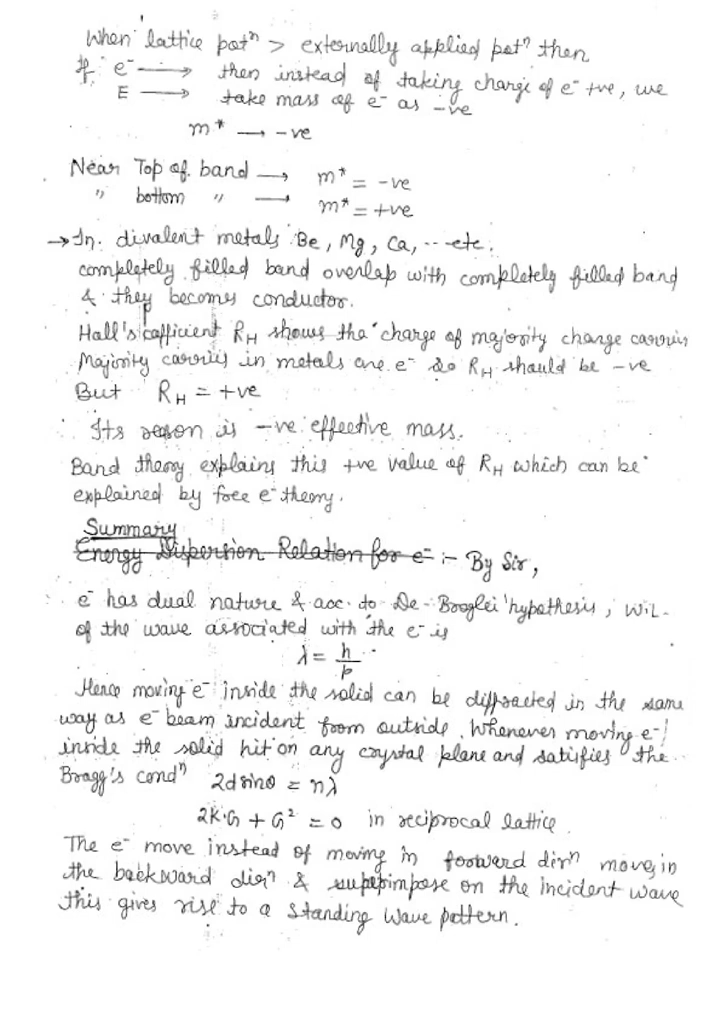 When lattice potⁿ > externally applied potⁿ then
If e⁻ ⟶ then instead of taking charge of e⁻ +ve, we
E ⟶ take mass of e⁻ as -ve
m* ⟶ -ve
Near Top of band ⟶ m* = -ve
" bottom " ⟶ m* = +ve
→ In divalent metals Be, Mg, Ca, --- etc.
completely filled band overlap with completely filled band
& they becomes conductor.
Hall's cofficient R_H shows tha charge of majority charge carriers
Majority carries in metals are e⁻ so R_H should be -ve
But R_H = +ve
Its reason is -ve effective mass.
Band theory explains this +ve value of R_H which can be
explained by free e⁻ theory.
Summary
Energy Dispersion Relation for e⁻ :- By Sir,
e⁻ has dual nature & acc. to De-Broglei hypothesis, W.L.
of the wave associated with the e⁻ is
λ = h/p
Hence moving e⁻ inside the solid can be diffracted in the same
way as e⁻ beam incident from outside. Whenever moving e⁻
inside the solid hit on any crystal plane and satisfies the
Bragg's condⁿ 2d sinθ = nλ
2K·G + G² = 0 in reciprocal lattice
The e⁻ move instead of moving in foorward dirⁿ moves in
the backward dirⁿ & superimpose on the incident wave
this gives rise to a standing wave pattern.